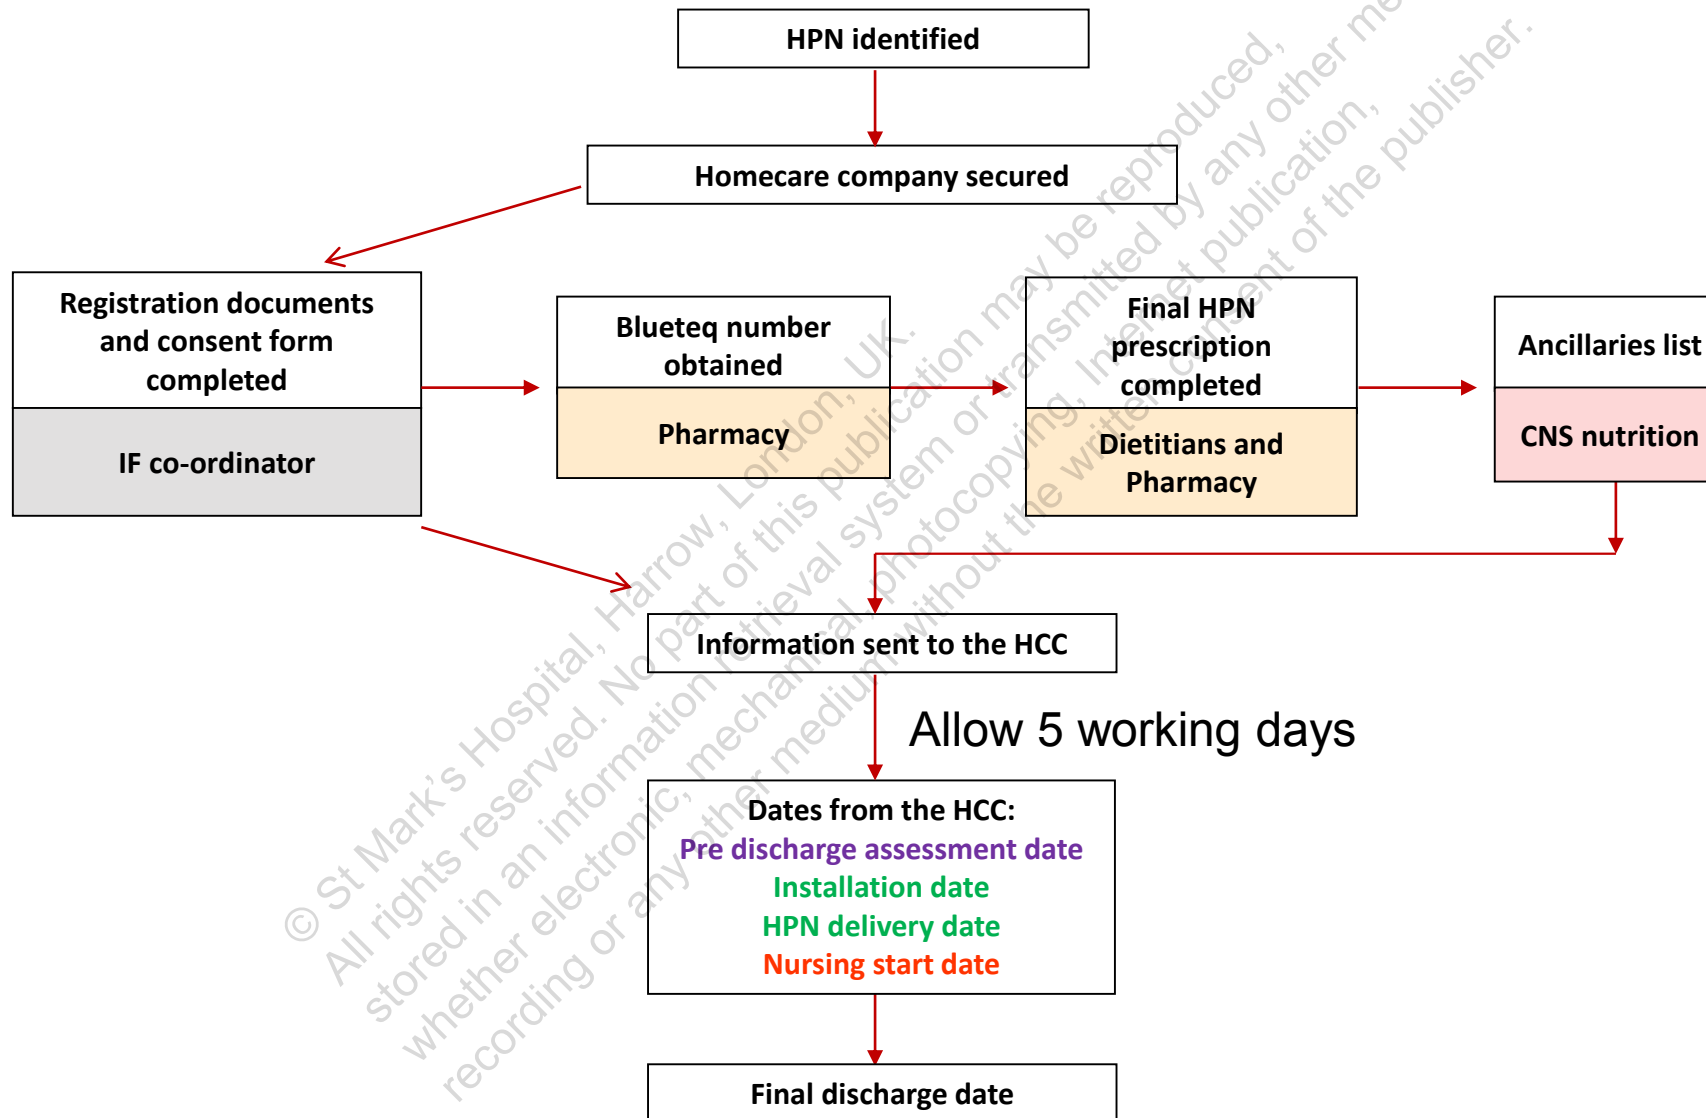 HPN identified
Homecare company secured
Registration documents
and consent form
completed
IF co-ordinator
Blueteq number
obtained
Pharmacy
Final HPN
prescription
completed
Dietitians and
Pharmacy
Ancillaries list
CNS nutrition
Information sent to the HCC
Allow 5 working days
Dates from the HCC:
Pre discharge assessment date
Installation date
HPN delivery date
Nursing start date
Final discharge date
© St Mark's Hospital, Harrow, London, UK.
All rights reserved. No part of this publication may be reproduced,
stored in an information retrieval system or transmitted by any other me
whether electronic, mechanical, photocopying, Internet publication,
recording or any other medium without the written consent of the publisher.